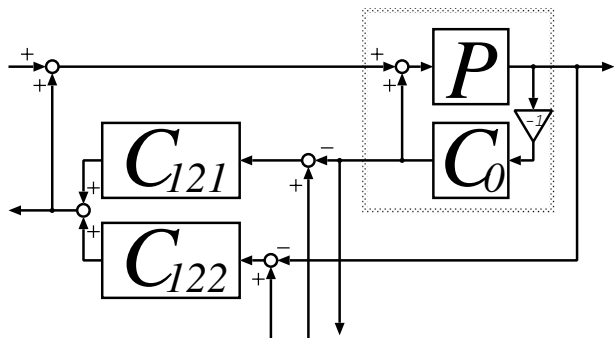 + + P
+ +
-1
C121 − C0
+ +
+ C122 −
+